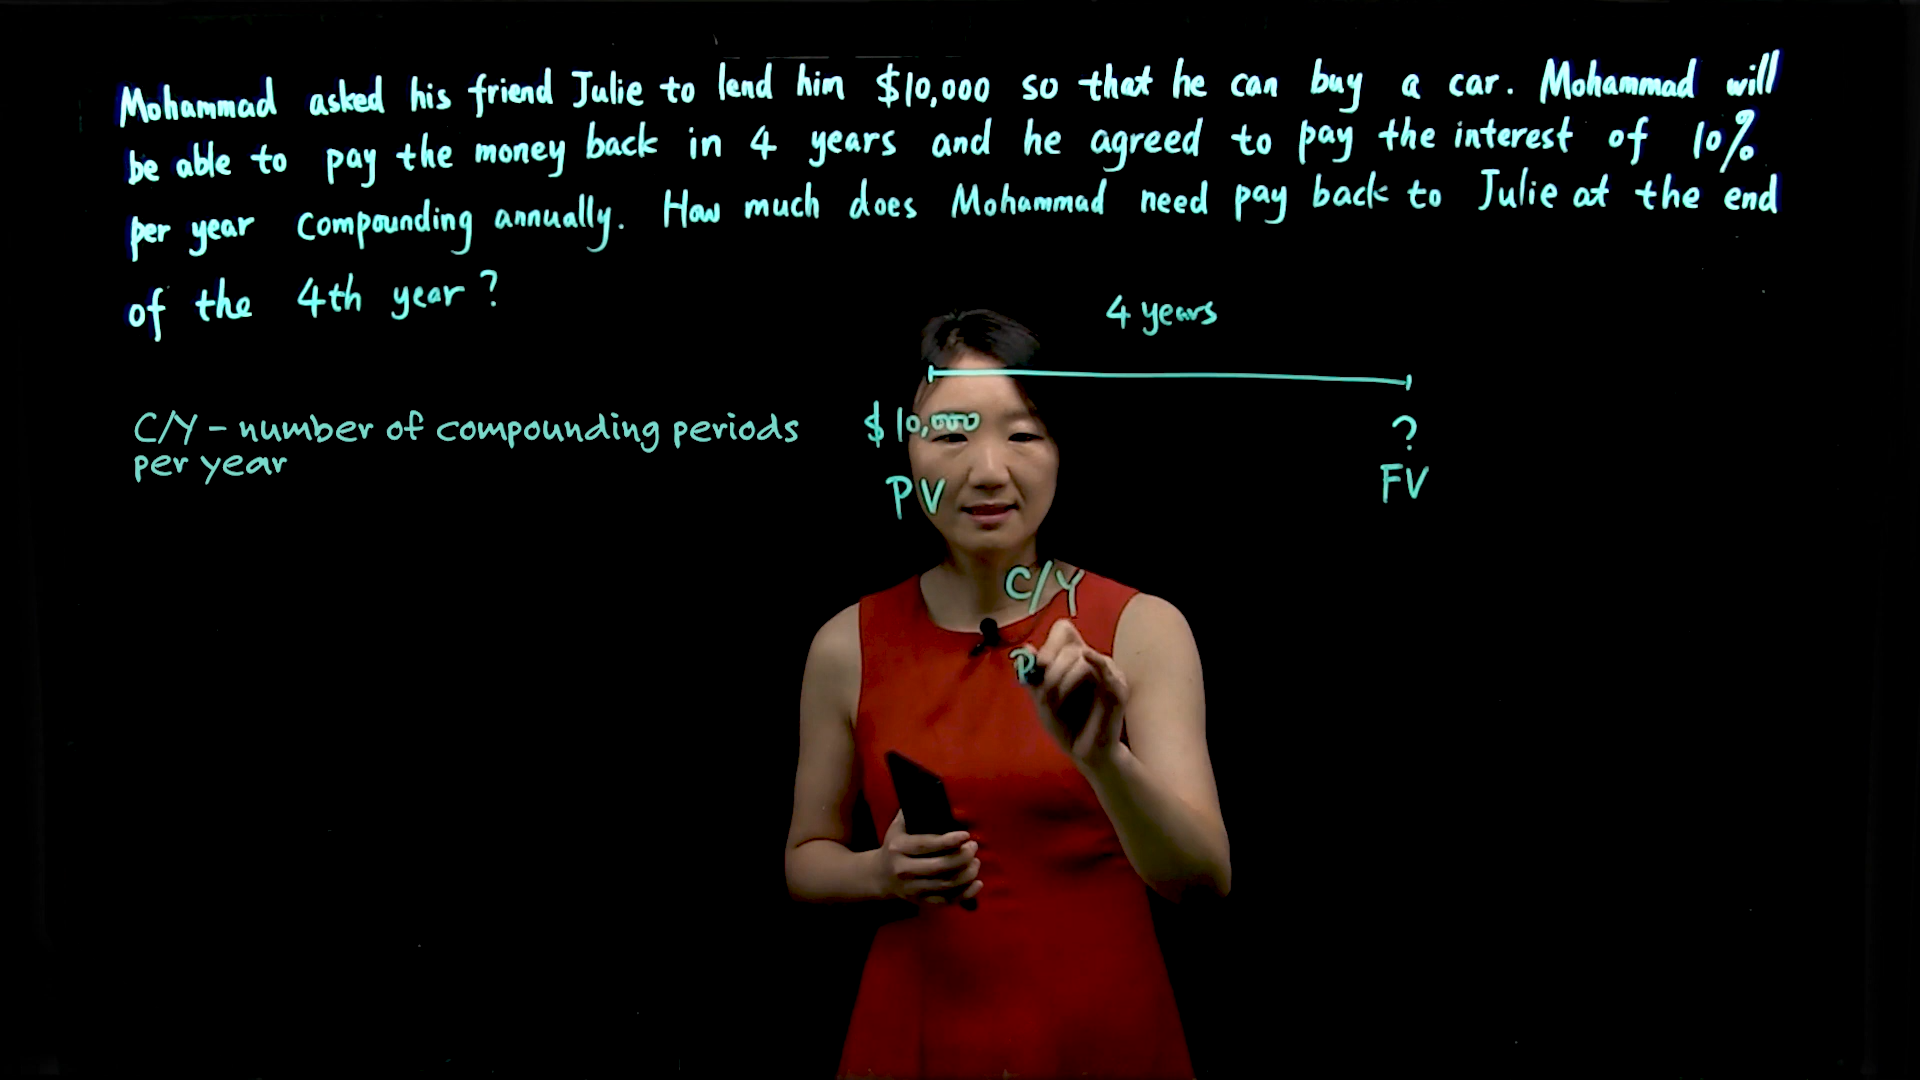 Mohammad asked his friend Julie to lend him $10,000 so that he can buy a car. Mohammad will
be able to pay the money back in 4 years and he agreed to pay the interest of 10%
per year compounding annually. How much does Mohammad need pay back to Julie at the end
of the 4th year?
4 years
C/Y – number of compounding periods
per year
$10,000
?
PV
FV
C/Y
P